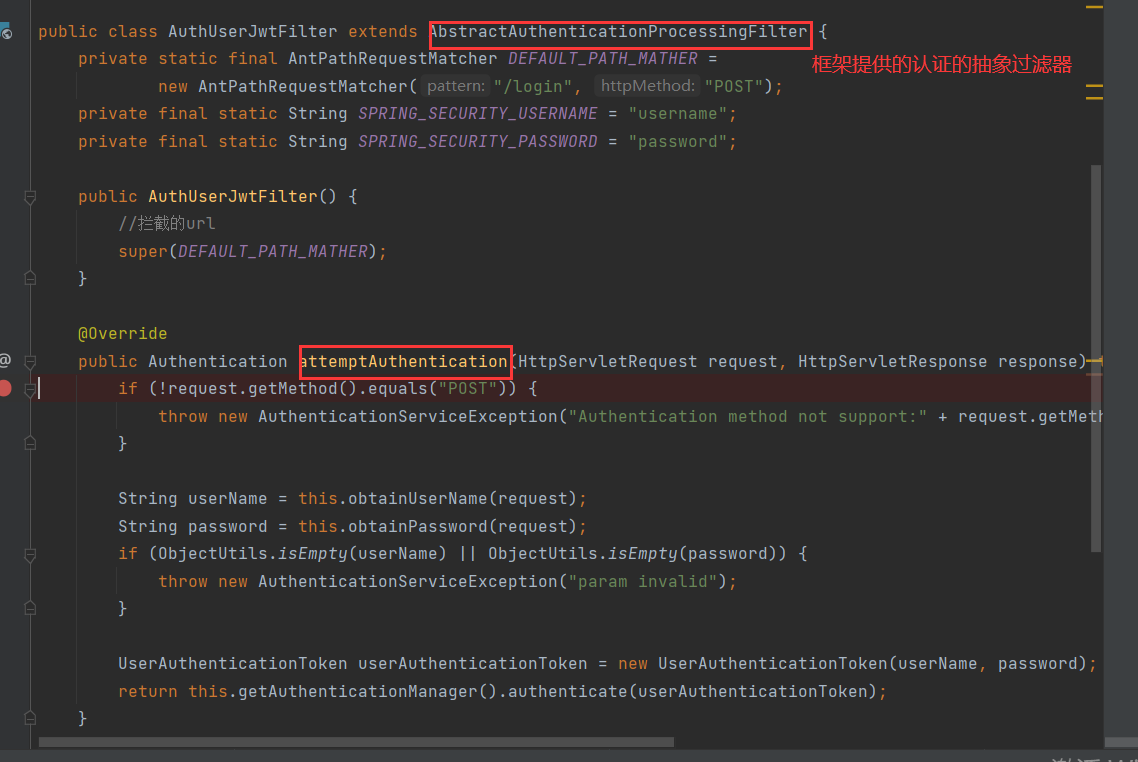 public class AuthUserJwtFilter extends AbstractAuthenticationProcessingFilter {
框架提供的认证的抽象过滤器
    private static final AntPathRequestMatcher DEFAULT_PATH_MATHER =
            new AntPathRequestMatcher( pattern: "/login", httpMethod: "POST");
    private final static String SPRING_SECURITY_USERNAME = "username";
    private final static String SPRING_SECURITY_PASSWORD = "password";
    public AuthUserJwtFilter() {
        //拦截的url
        super(DEFAULT_PATH_MATHER);
    }
    @Override
    public Authentication attemptAuthentication(HttpServletRequest request, HttpServletResponse response)
        if (!request.getMethod().equals("POST")) {
            throw new AuthenticationServiceException("Authentication method not support:" + request.getMeth
        }
        String userName = this.obtainUserName(request);
        String password = this.obtainPassword(request);
        if (ObjectUtils.isEmpty(userName) || ObjectUtils.isEmpty(password)) {
            throw new AuthenticationServiceException("param invalid");
        }
        UserAuthenticationToken userAuthenticationToken = new UserAuthenticationToken(userName, password);
        return this.getAuthenticationManager().authenticate(userAuthenticationToken);
    }